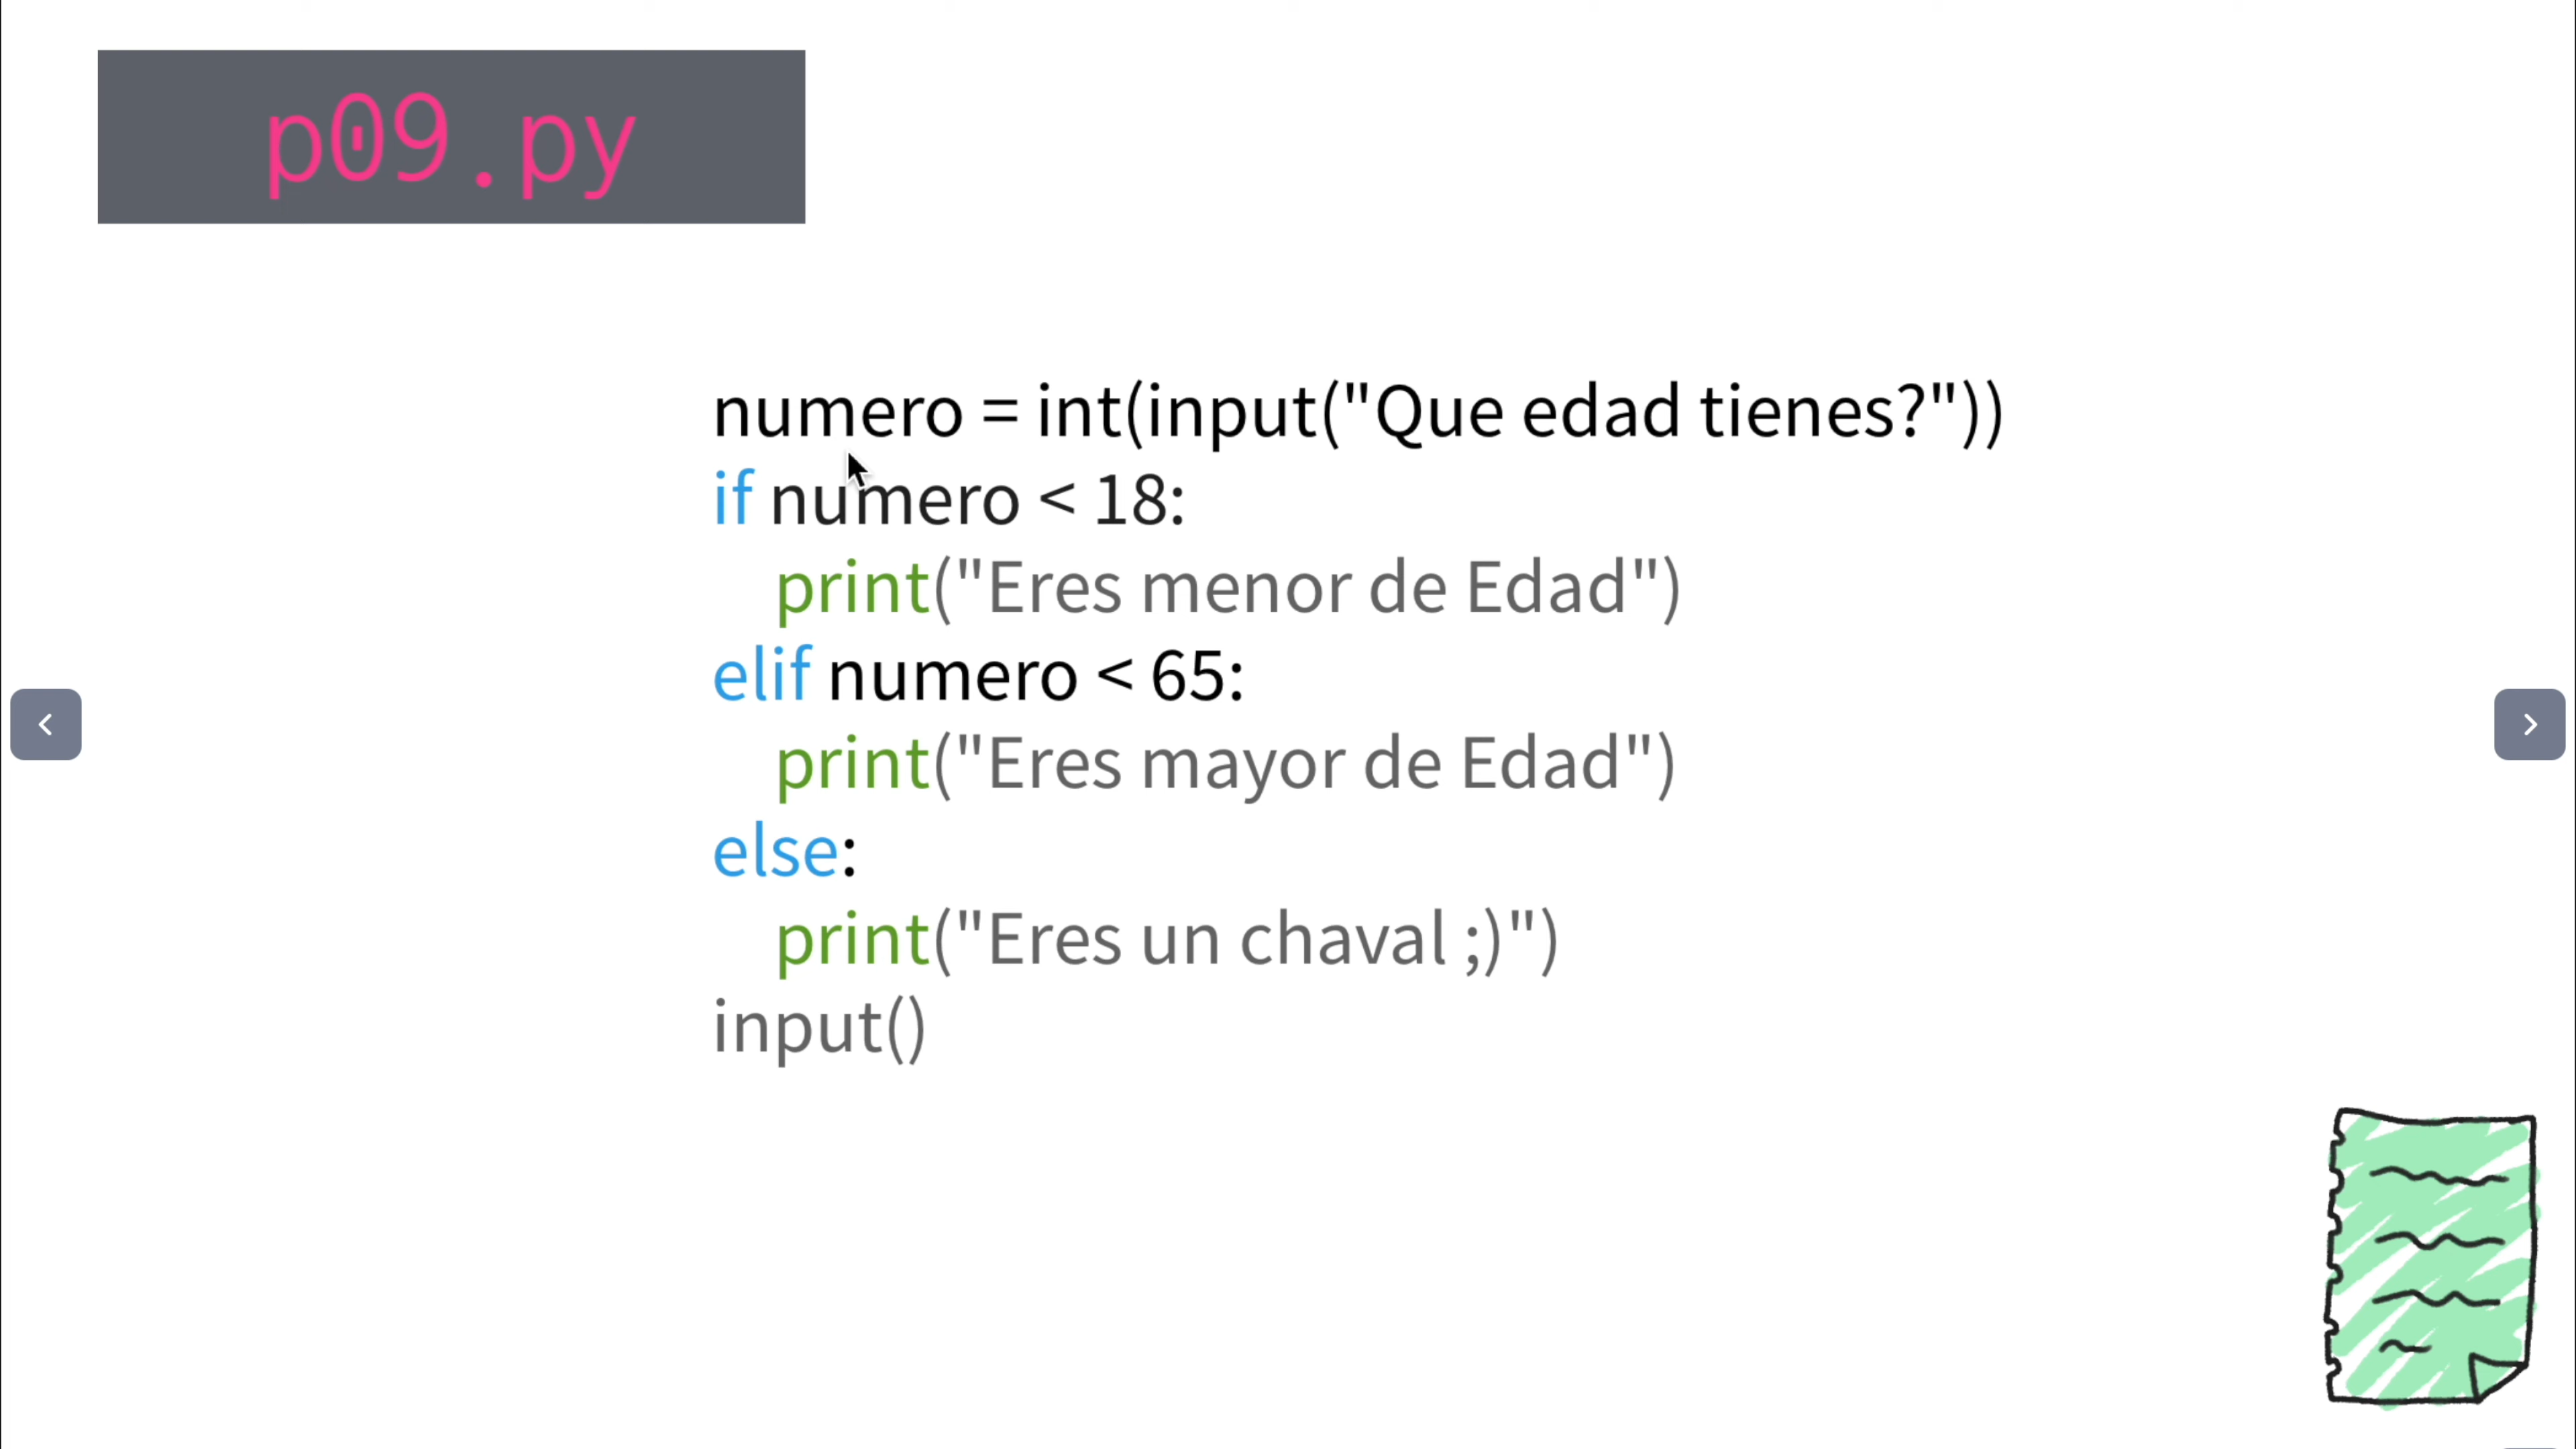 p09.py
numero = int(input("Que edad tienes?"))
if numero < 18:
print("Eres menor de Edad")
elif numero < 65:
print("Eres mayor de Edad")
else:
print("Eres un chaval ;)")
input()